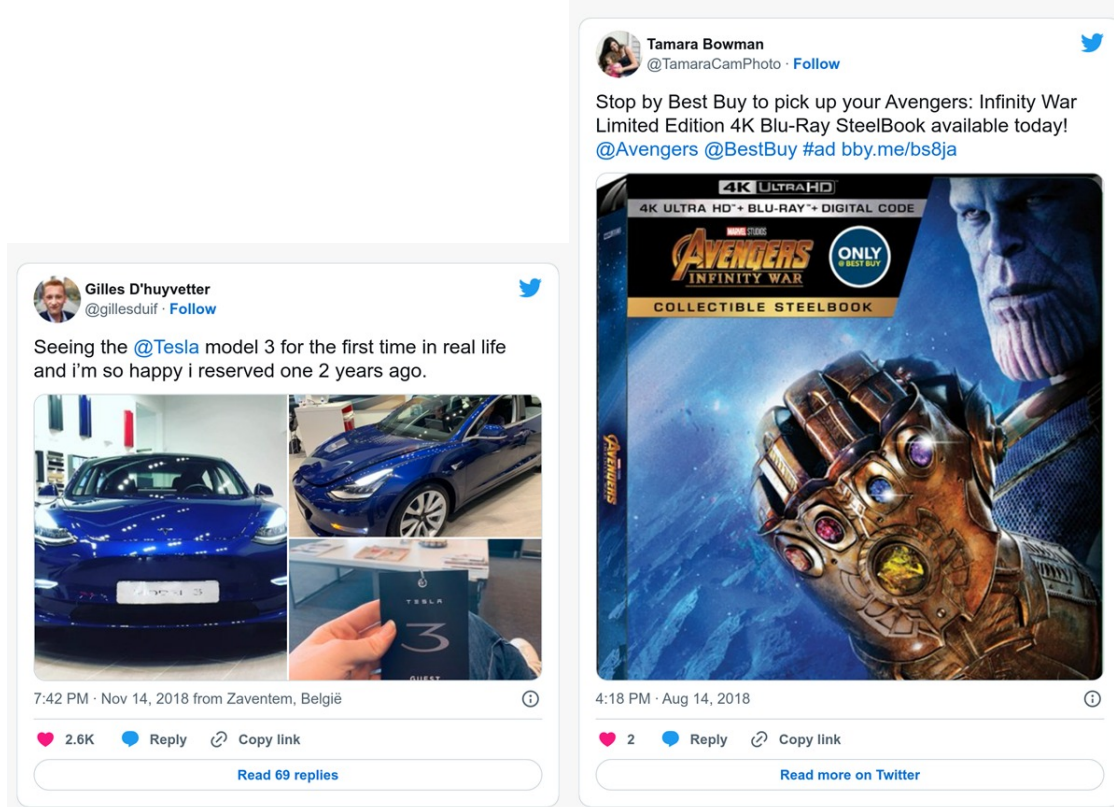 Gilles D'huyvetter
@gillesduif · Follow
Seeing the @Tesla model 3 for the first time in real life
and i'm so happy i reserved one 2 years ago.
TESLA
3
GUEST
7:42 PM · Nov 14, 2018 from Zaventem, België
2.6K Reply Copy link
Read 69 replies
Tamara Bowman
@TamaraCamPhoto · Follow
Stop by Best Buy to pick up your Avengers: Infinity War
Limited Edition 4K Blu-Ray SteelBook available today!
@Avengers @BestBuy #ad bby.me/bs8ja
4K ULTRA HD
4K ULTRA HD™+ BLU-RAY™+ DIGITAL CODE
MARVEL STUDIOS
AVENGERS
INFINITY WAR
ONLY
@ BEST BUY
COLLECTIBLE STEELBOOK
AVENGERS
4:18 PM · Aug 14, 2018
2 Reply Copy link
Read more on Twitter